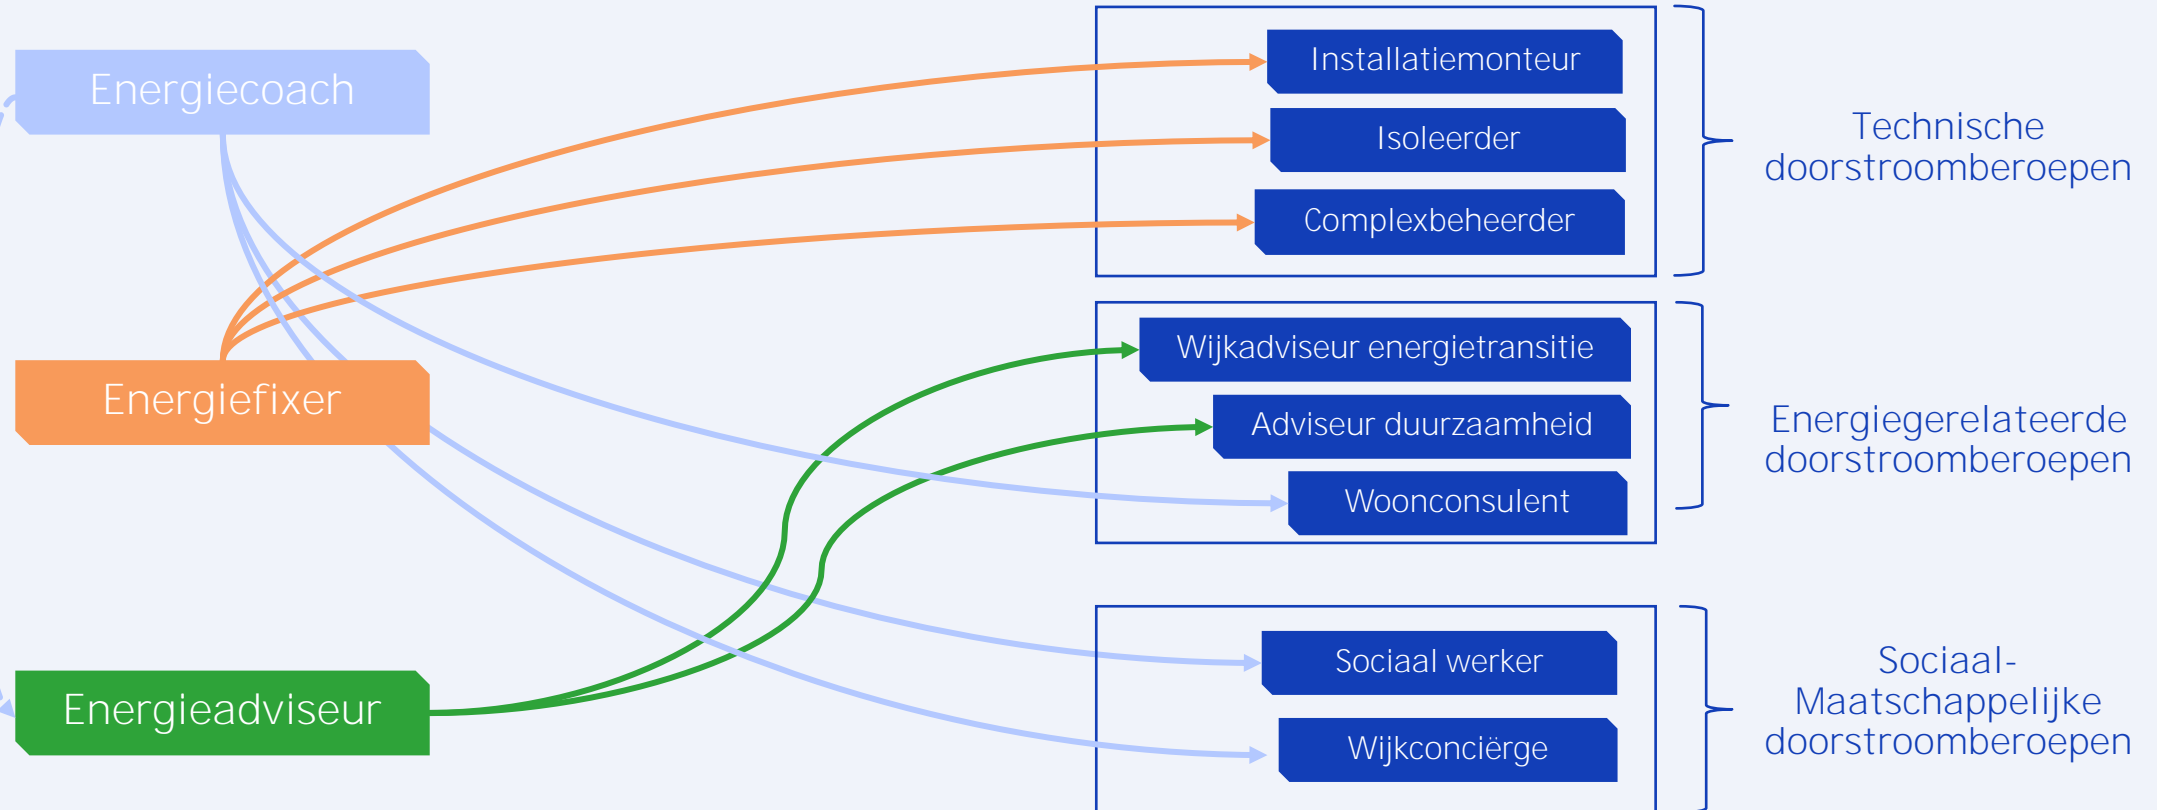 Energiecoach
Energiefixer
Energieadviseur
Installatiemonteur
Isoleerder
Complexbeheerder
Technische
doorstroomberoepen
Wijkadviseur energietransitie
Adviseur duurzaamheid
Woonconsulent
Energiegerelateerde
doorstroomberoepen
Sociaal werker
Wijkconciërge
Sociaal-
Maatschappelijke
doorstroomberoepen